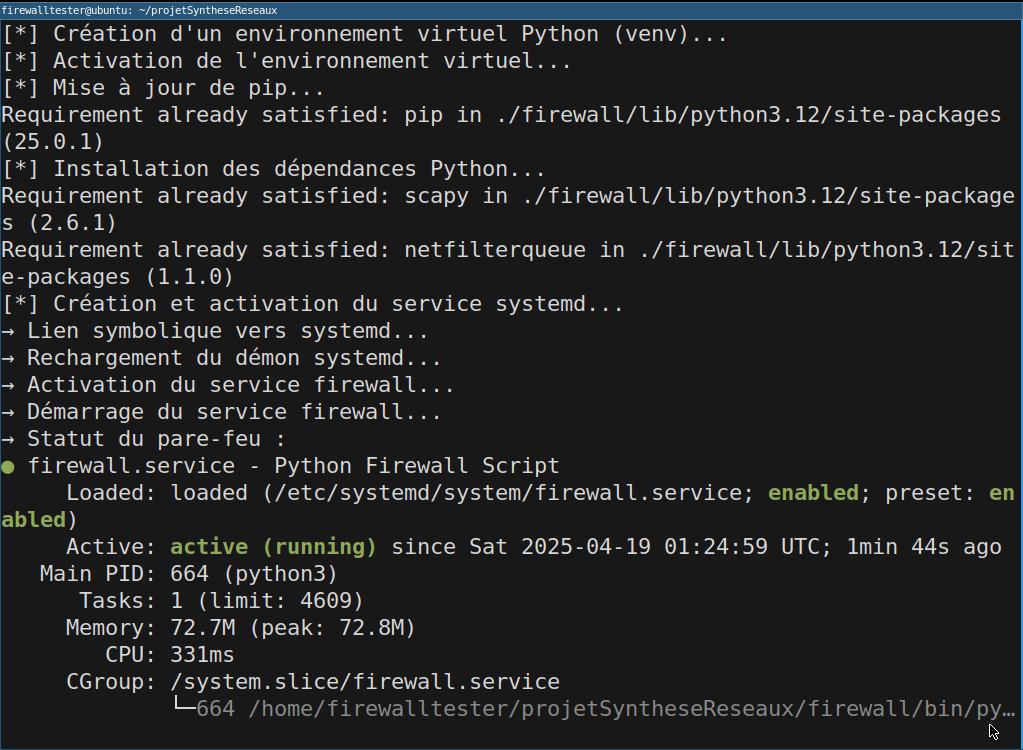 firewalltester@ubuntu: ~/projetSyntheseReseaux
[*] Création d'un environnement virtuel Python (venv)...
[*] Activation de l'environnement virtuel...
[*] Mise à jour de pip...
Requirement already satisfied: pip in ./firewall/lib/python3.12/site-packages
(25.0.1)
[*] Installation des dépendances Python...
Requirement already satisfied: scapy in ./firewall/lib/python3.12/site-package
s (2.6.1)
Requirement already satisfied: netfilterqueue in ./firewall/lib/python3.12/sit
e-packages (1.1.0)
[*] Création et activation du service systemd...
→ Lien symbolique vers systemd...
→ Rechargement du démon systemd...
→ Activation du service firewall...
→ Démarrage du service firewall...
→ Statut du pare-feu :
● firewall.service - Python Firewall Script
     Loaded: loaded (/etc/systemd/system/firewall.service; enabled; preset: en
abled)
     Active: active (running) since Sat 2025-04-19 01:24:59 UTC; 1min 44s ago
   Main PID: 664 (python3)
      Tasks: 1 (limit: 4609)
     Memory: 72.7M (peak: 72.8M)
        CPU: 331ms
     CGroup: /system.slice/firewall.service
             └─664 /home/firewalltester/projetSyntheseReseaux/firewall/bin/py…